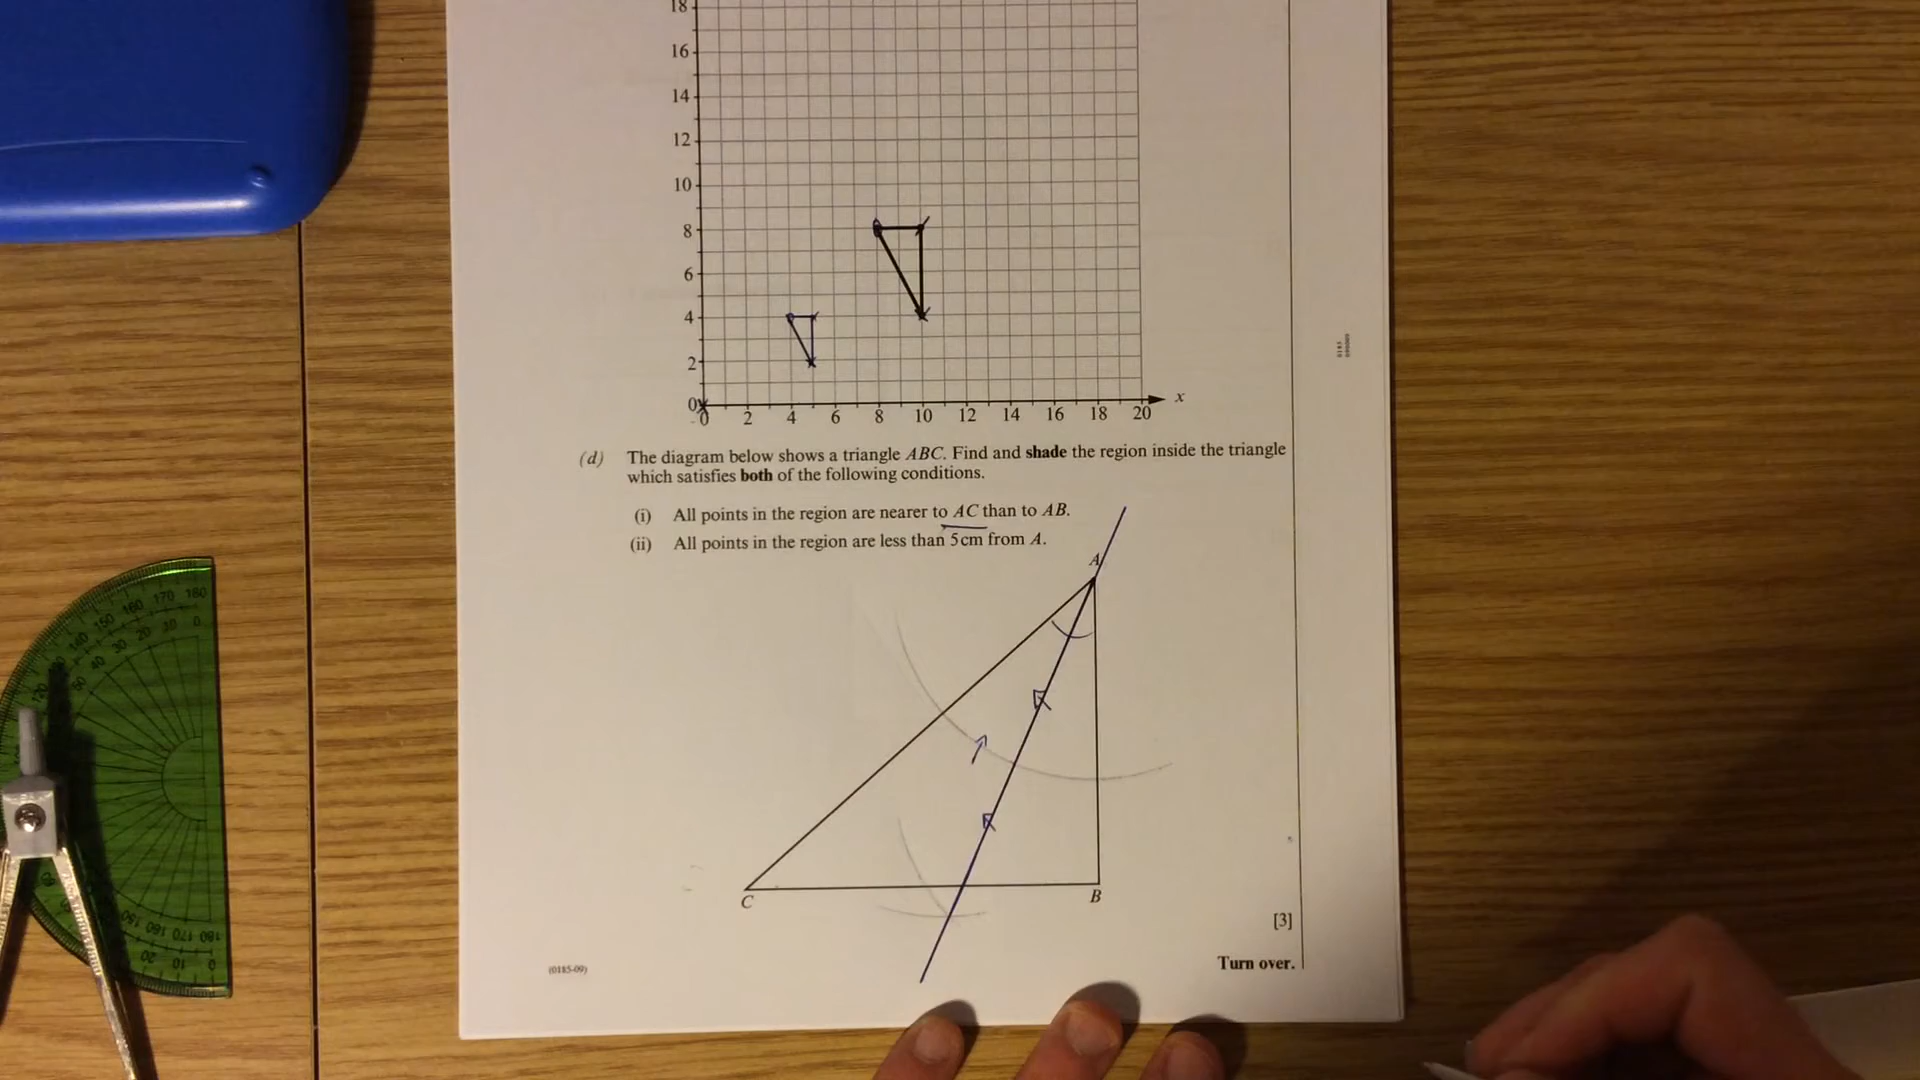 18
16
14
12
10
8
6
4
2
0
0 2 4 6 8 10 12 14 16 18 20 x
(d) The diagram below shows a triangle ABC. Find and shade the region inside the triangle
which satisfies both of the following conditions.
(i) All points in the region are nearer to AC than to AB.
(ii) All points in the region are less than 5cm from A.
A
C
B
[3]
(0185-09)
Turn over.